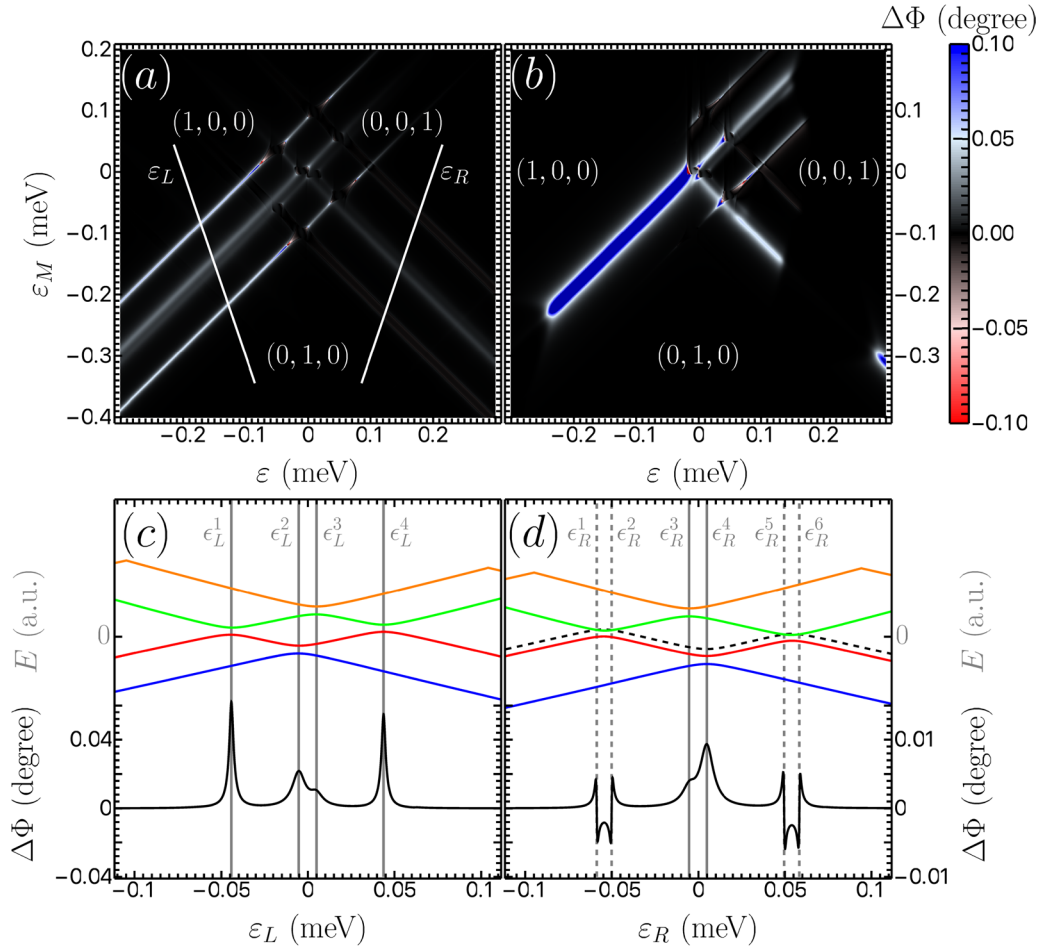 ΔΦ (degree)
(a)
(b)
0.2
0.1
0
−0.1
−0.2
−0.3
−0.4
ε_M (meV)
(1, 0, 0)
(0, 0, 1)
ε_L
ε_R
(0, 1, 0)
(1, 0, 0)
(0, 0, 1)
(0, 1, 0)
0.1
0
−0.1
−0.3
0.10
0.05
0.00
−0.05
−0.10
−0.2 −0.1 0 0.1 0.2
−0.2 −0.1 0 0.1 0.2
ε (meV)
ε (meV)
(c)
ϵ_L^1 ϵ_L^2 ϵ_L^3 ϵ_L^4
(d)
ϵ_R^1 ϵ_R^2 ϵ_R^3 ϵ_R^4 ϵ_R^5 ϵ_R^6
E (a.u.)
0
0
E (a.u.)
ΔΦ (degree)
0.04
0
−0.04
0.01
0
−0.01
ΔΦ (degree)
−0.1 −0.05 0 0.05 0.1
−0.1 −0.05 0 0.05 0.1
ε_L (meV)
ε_R (meV)